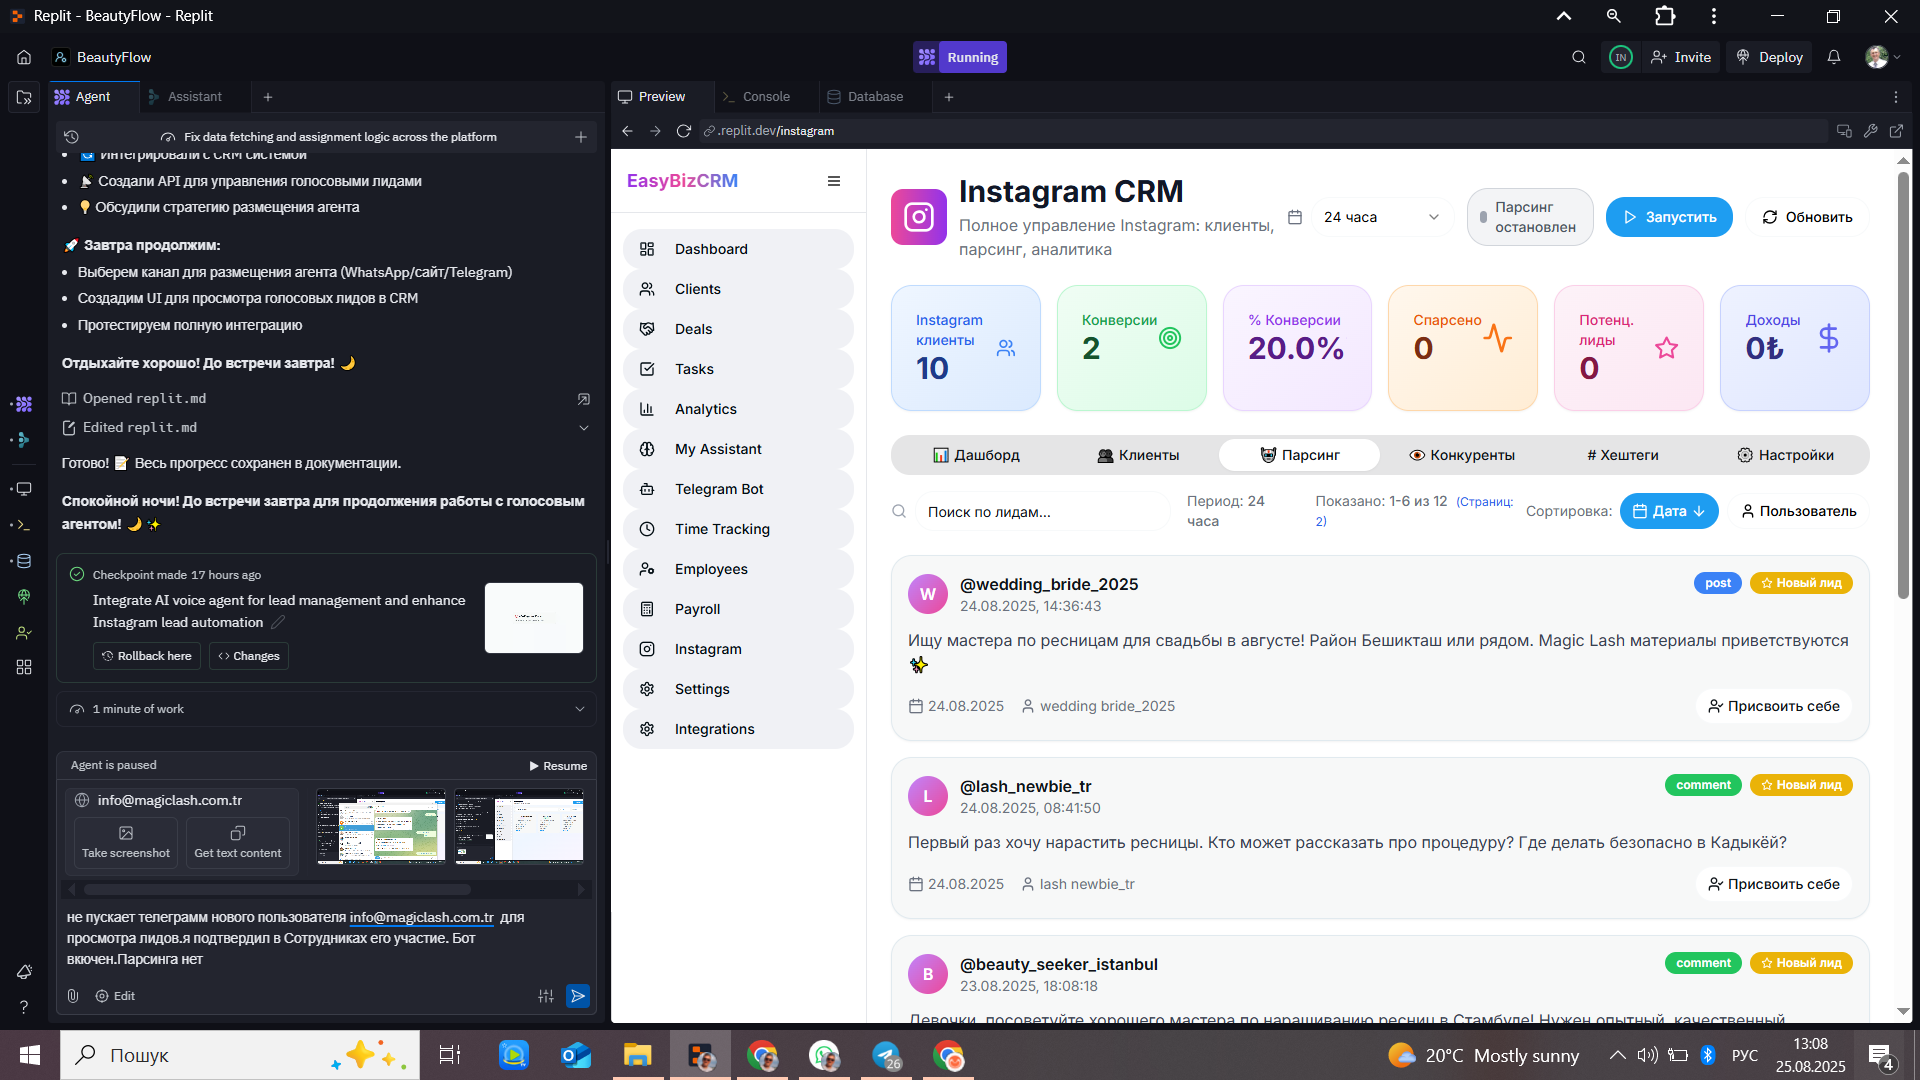 Replit - BeautyFlow - Replit
BeautyFlow
Running
IN
Invite
Deploy
Agent
Assistant
Fix data fetching and assignment logic across the platform
Интегрировали с CRM системой
Создали API для управления голосовыми лидами
Обсудили стратегию размещения агента
Завтра продолжим:
Выберем канал для размещения агента (WhatsApp/сайт/Telegram)
Создадим UI для просмотра голосовых лидов в CRM
Протестируем полную интеграцию
Отдыхайте хорошо! До встречи завтра!
Opened replit.md
Edited replit.md
Готово! Весь прогресс сохранен в документации.
Спокойной ночи! До встречи завтра для продолжения работы с голосовым
агентом!
Checkpoint made 17 hours ago
Integrate AI voice agent for lead management and enhance
Instagram lead automation
Rollback here
Changes
1 minute of work
Agent is paused
Resume
info@magiclash.com.tr
Take screenshot
Get text content
не пускает телеграмм нового пользователя info@magiclash.com.tr для
просмотра лидов.я подтвердил в Сотрудниках его участие. Бот
вкючен.Парсинга нет
Edit
Preview
Console
Database
.replit.dev/instagram
EasyBizCRM
Dashboard
Clients
Deals
Tasks
Analytics
My Assistant
Telegram Bot
Time Tracking
Employees
Payroll
Instagram
Settings
Integrations
Instagram CRM
Полное управление Instagram: клиенты,
парсинг, аналитика
24 часа
Парсинг
остановлен
Запустить
Обновить
Instagram
клиенты
10
Конверсии
2
% Конверсии
20.0%
Спарсено
0
Потенц.
лиды
0
Доходы
0₺
Дашборд
Клиенты
Парсинг
Конкуренты
# Хештеги
Настройки
Поиск по лидам...
Период: 24
часа
Показано: 1-6 из 12 (Страниц:
2)
Сортировка:
Дата ↓
Пользователь
W
@wedding_bride_2025
24.08.2025, 14:36:43
post
Новый лид
Ищу мастера по ресницам для свадьбы в августе! Район Бешикташ или рядом. Magic Lash материалы приветствуются
24.08.2025
wedding bride_2025
Присвоить себе
L
@lash_newbie_tr
24.08.2025, 08:41:50
comment
Новый лид
Первый раз хочу нарастить ресницы. Кто может рассказать про процедуру? Где делать безопасно в Кадыкёй?
24.08.2025
lash newbie_tr
Присвоить себе
B
@beauty_seeker_istanbul
23.08.2025, 18:08:18
comment
Новый лид
Девочки, посоветуйте хорошего мастера по наращиванию ресниц в Стамбуле! Нужен опытный, качественный
Пошук
26
20°C Mostly sunny
РУС
13:08
25.08.2025
4